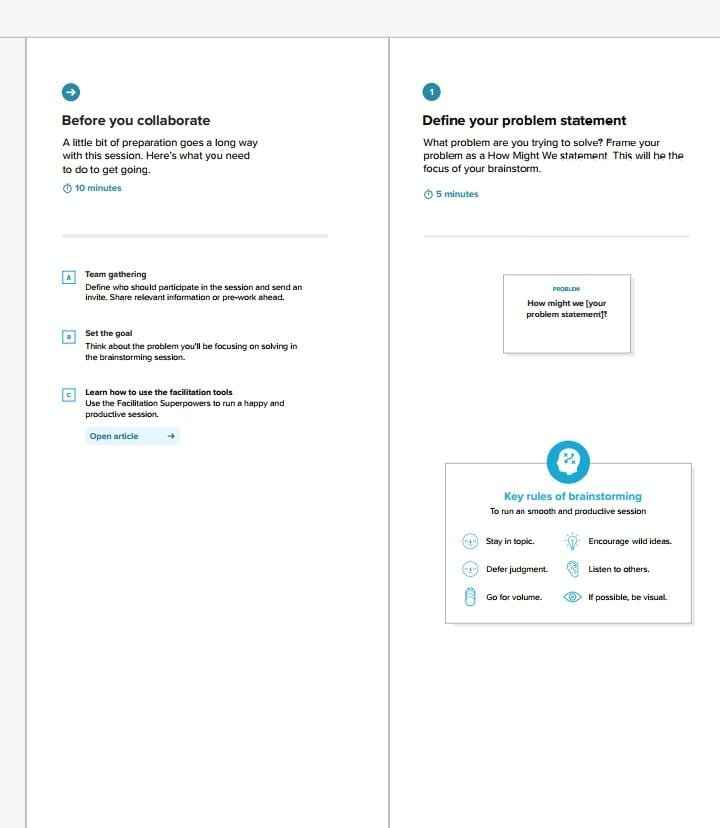 Before you collaborate
A little bit of preparation goes a long way
with this session. Here's what you need
to do to get going.
10 minutes
A
Team gathering
Define who should participate in the session and send an
invite. Share relevant information or pre-work ahead.
B
Set the goal
Think about the problem you'll be focusing on solving in
the brainstorming session.
C
Learn how to use the facilitation tools
Use the Facilitation Superpowers to run a happy and
productive session.
Open article
1
Define your problem statement
What problem are you trying to solve? Frame your
problem as a How Might We statement This will be the
focus of your brainstorm.
5 minutes
PROBLEM
How might we [your
problem statement]?
Key rules of brainstorming
To run an smooth and productive session
Stay in topic.
Encourage wild ideas.
Defer judgment.
Listen to others.
Go for volume.
If possible, be visual.